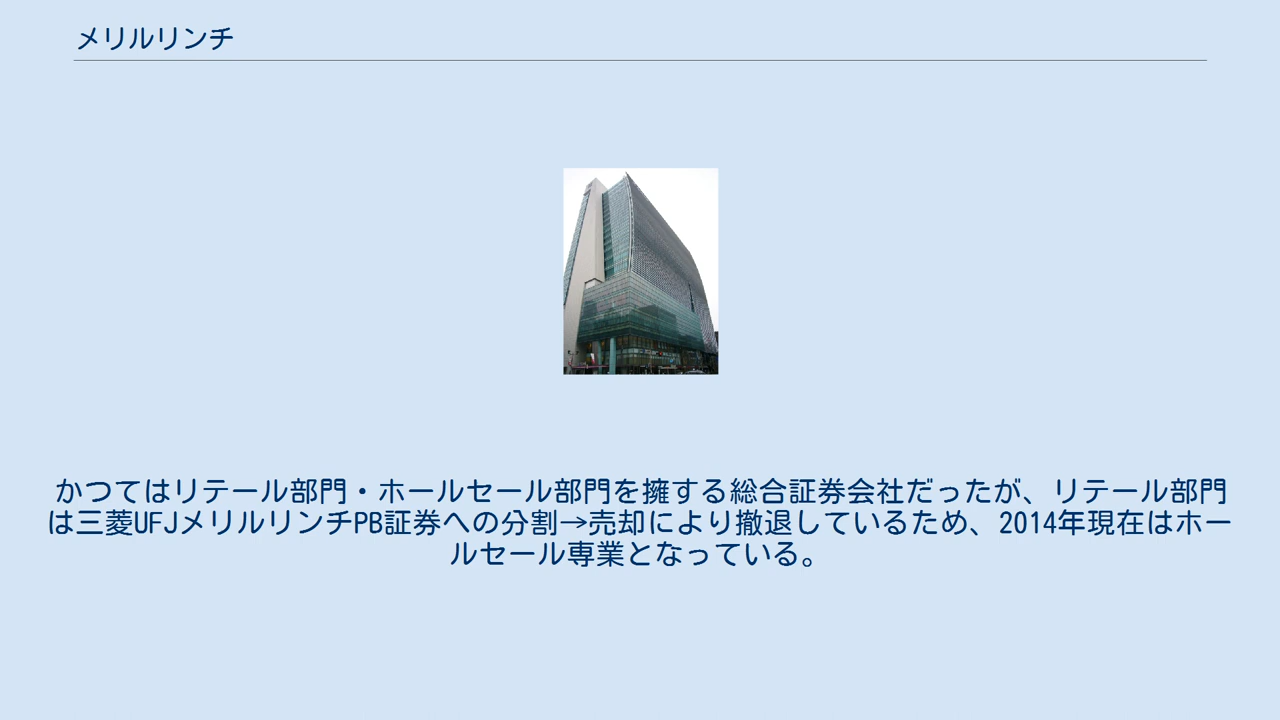 メリルリンチ
かつてはリテール部門・ホールセール部門を擁する総合証券会社だったが、リテール部門
は三菱UFJメリルリンチPB証券への分割→売却により撤退しているため、2014年現在はホー
ルセール専業となっている。